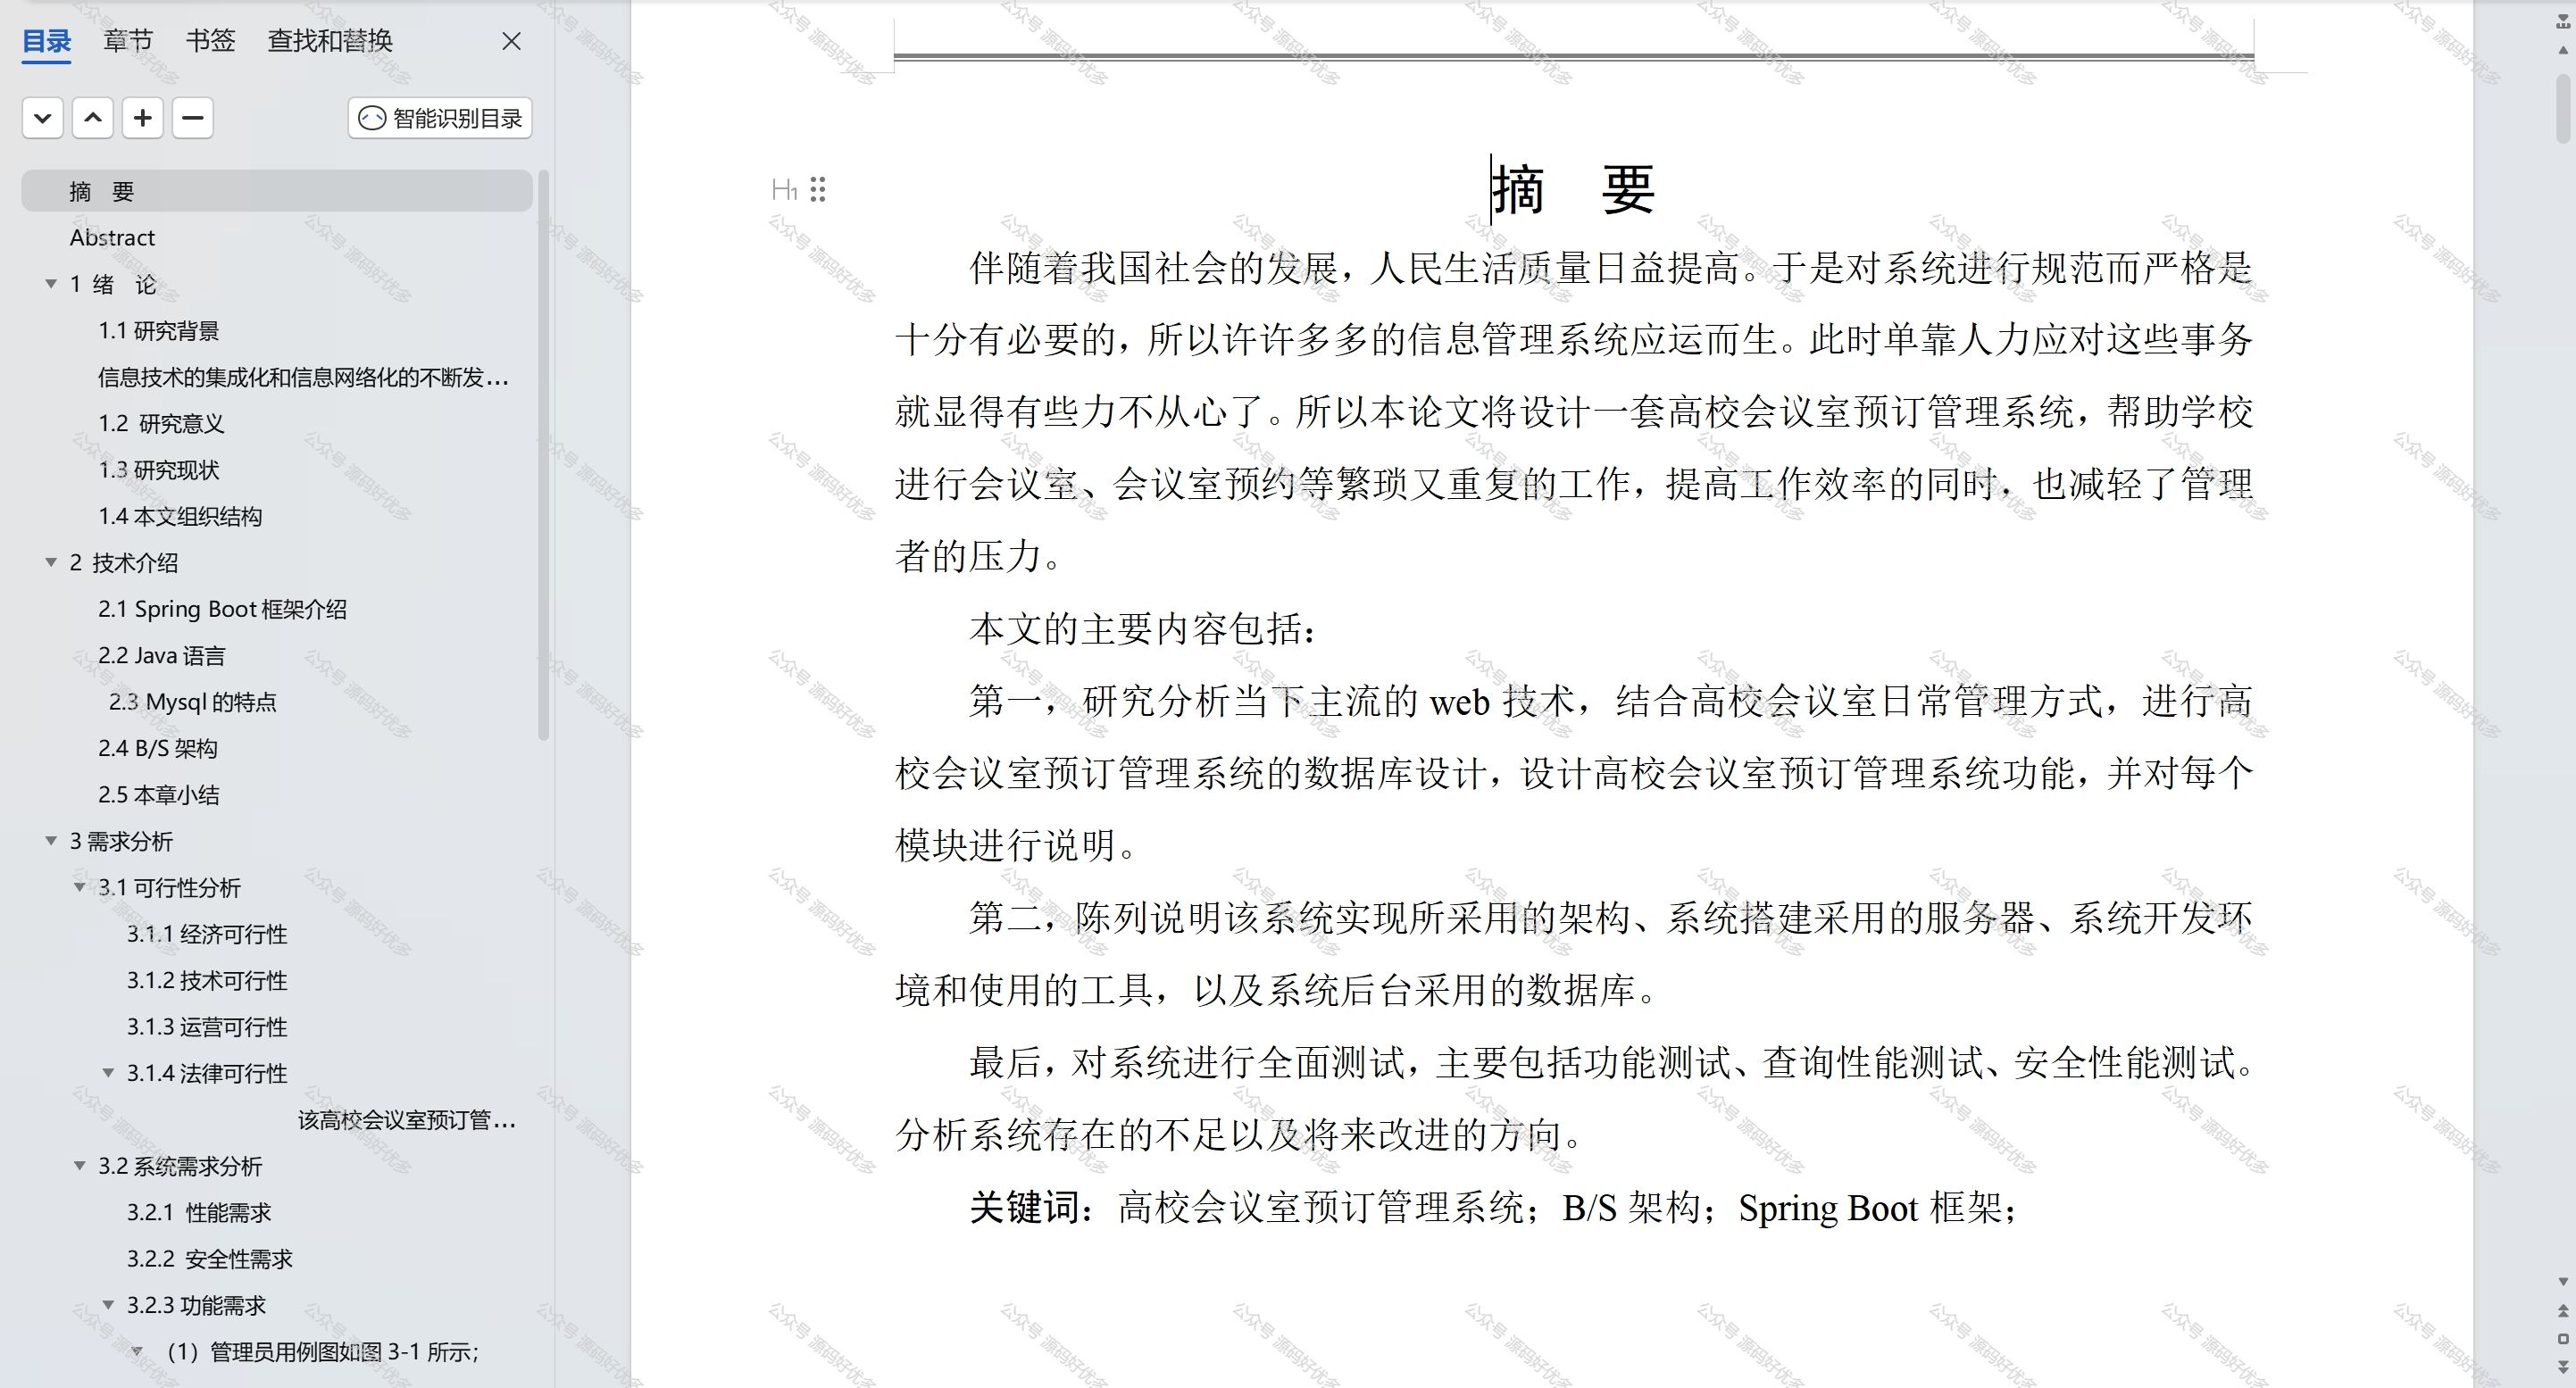 目录 章节 书签 查找和替换
智能识别目录
摘 要
Abstract
1 绪 论
1.1 研究背景
信息技术的集成化和信息网络化的不断发...
1.2 研究意义
1.3 研究现状
1.4 本文组织结构
2 技术介绍
2.1 Spring Boot 框架介绍
2.2 Java 语言
2.3 Mysql 的特点
2.4 B/S 架构
2.5 本章小结
3 需求分析
3.1 可行性分析
3.1.1 经济可行性
3.1.2 技术可行性
3.1.3 运营可行性
3.1.4 法律可行性
该高校会议室预订管...
3.2 系统需求分析
3.2.1 性能需求
3.2.2 安全性需求
3.2.3 功能需求
（1）管理员用例图如图 3-1 所示；
H1
摘 要
伴随着我国社会的发展，人民生活质量日益提高。于是对系统进行规范而严格是
十分有必要的，所以许许多多的信息管理系统应运而生。此时单靠人力应对这些事务
就显得有些力不从心了。所以本论文将设计一套高校会议室预订管理系统，帮助学校
进行会议室、会议室预约等繁琐又重复的工作，提高工作效率的同时，也减轻了管理
者的压力。
本文的主要内容包括：
第一，研究分析当下主流的 web 技术，结合高校会议室日常管理方式，进行高
校会议室预订管理系统的数据库设计，设计高校会议室预订管理系统功能，并对每个
模块进行说明。
第二，陈列说明该系统实现所采用的架构、系统搭建采用的服务器、系统开发环
境和使用的工具，以及系统后台采用的数据库。
最后，对系统进行全面测试，主要包括功能测试、查询性能测试、安全性能测试。
分析系统存在的不足以及将来改进的方向。
关键词：高校会议室预订管理系统；B/S 架构；Spring Boot 框架；
公众号 源码好优多